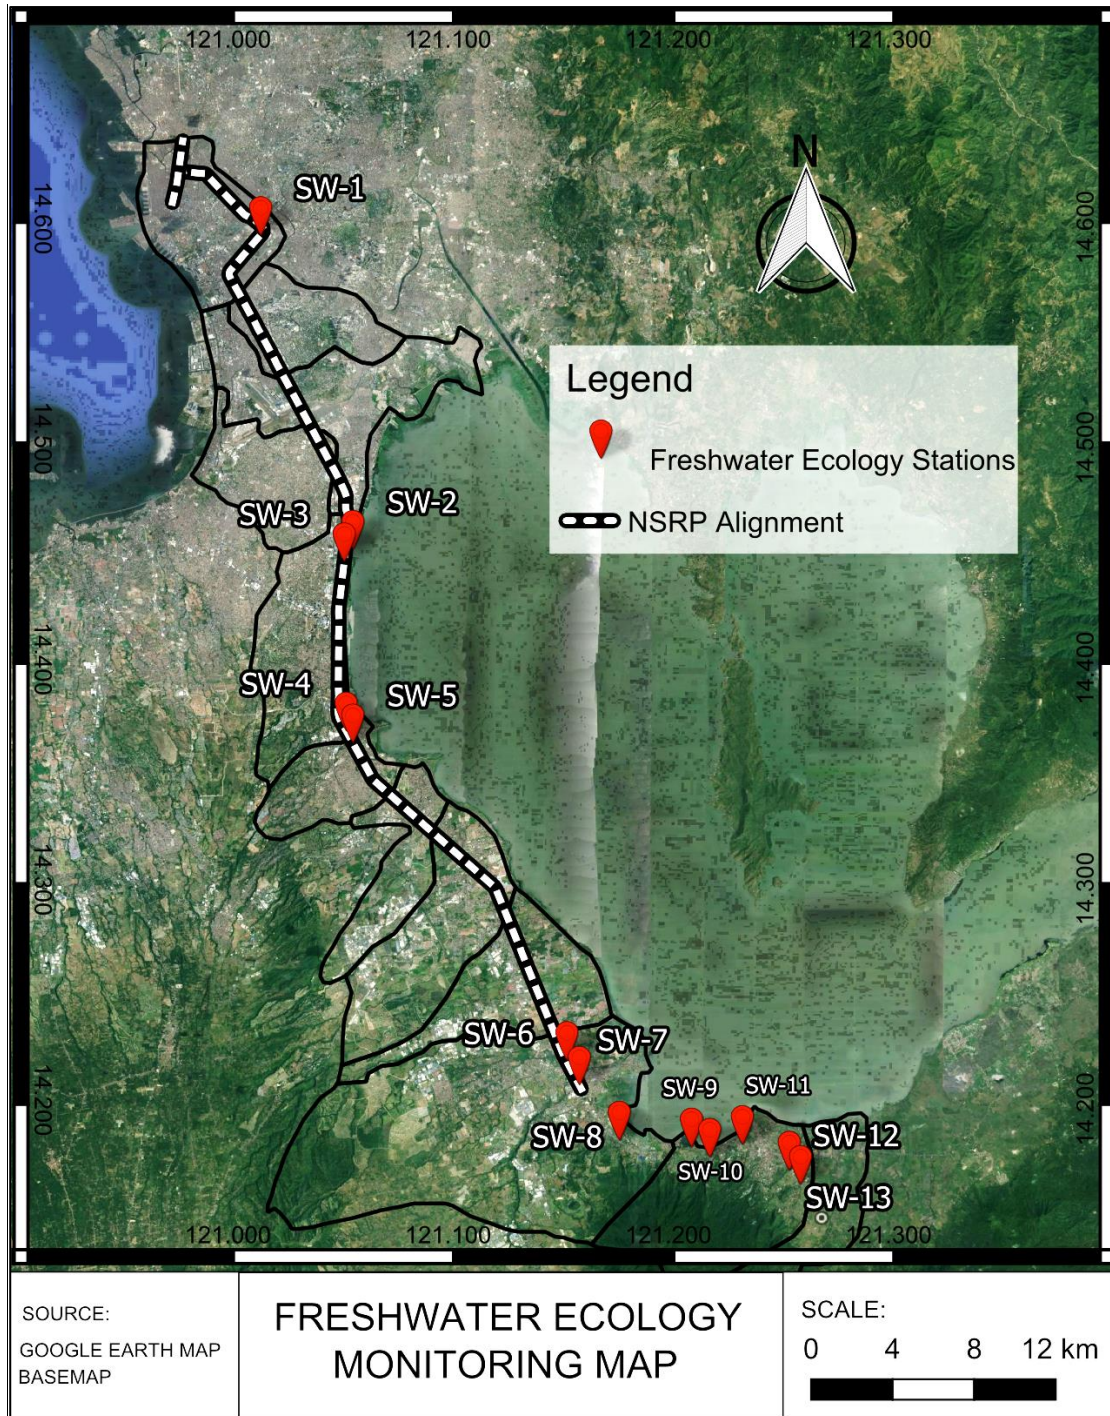 121.000 121.100 121.200 121.300
N
14.600
14.600
SW-1
Legend
Freshwater Ecology Stations
NSRP Alignment
14.500
14.500
SW-2
SW-3
14.400
14.400
SW-4
SW-5
14.300
14.300
SW-6
SW-7
14.200
14.200
SW-8
SW-9
SW-10
SW-11
SW-12
SW-13
121.000 121.100 121.200 121.300
SOURCE:
GOOGLE EARTH MAP
BASEMAP
FRESHWATER ECOLOGY
MONITORING MAP
SCALE:
0 4 8 12 km